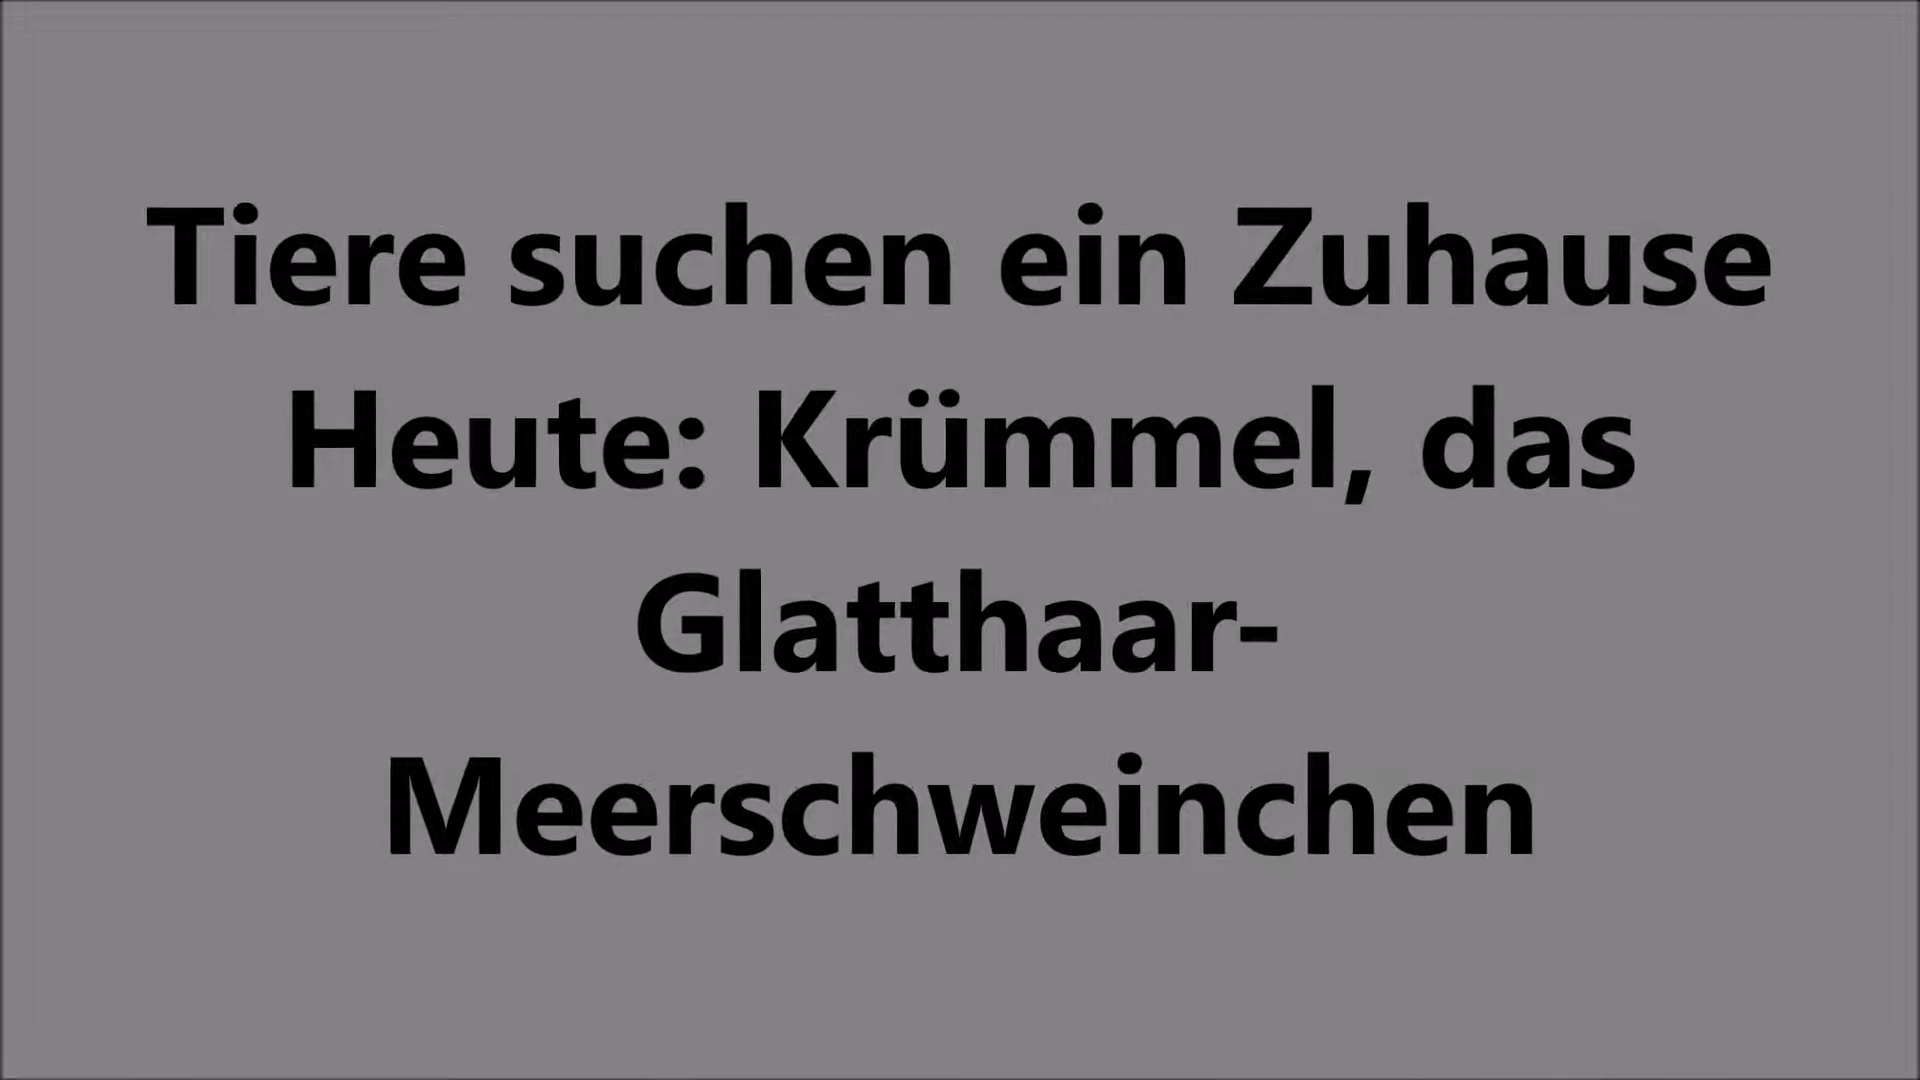 Tiere suchen ein Zuhause
Heute: Krümmel, das
Glatthaar-
Meerschweinchen